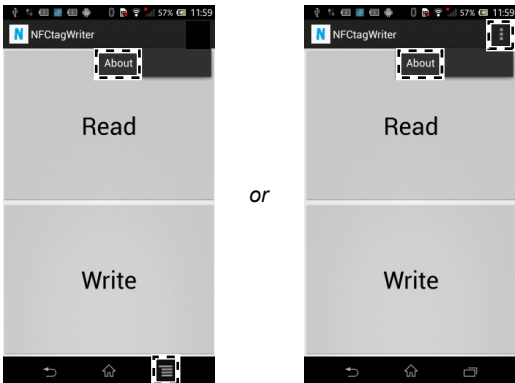 57% 11:59
NFCtagWriter
About
Read
Write
or
57% 11:59
NFCtagWriter
About
Read
Write